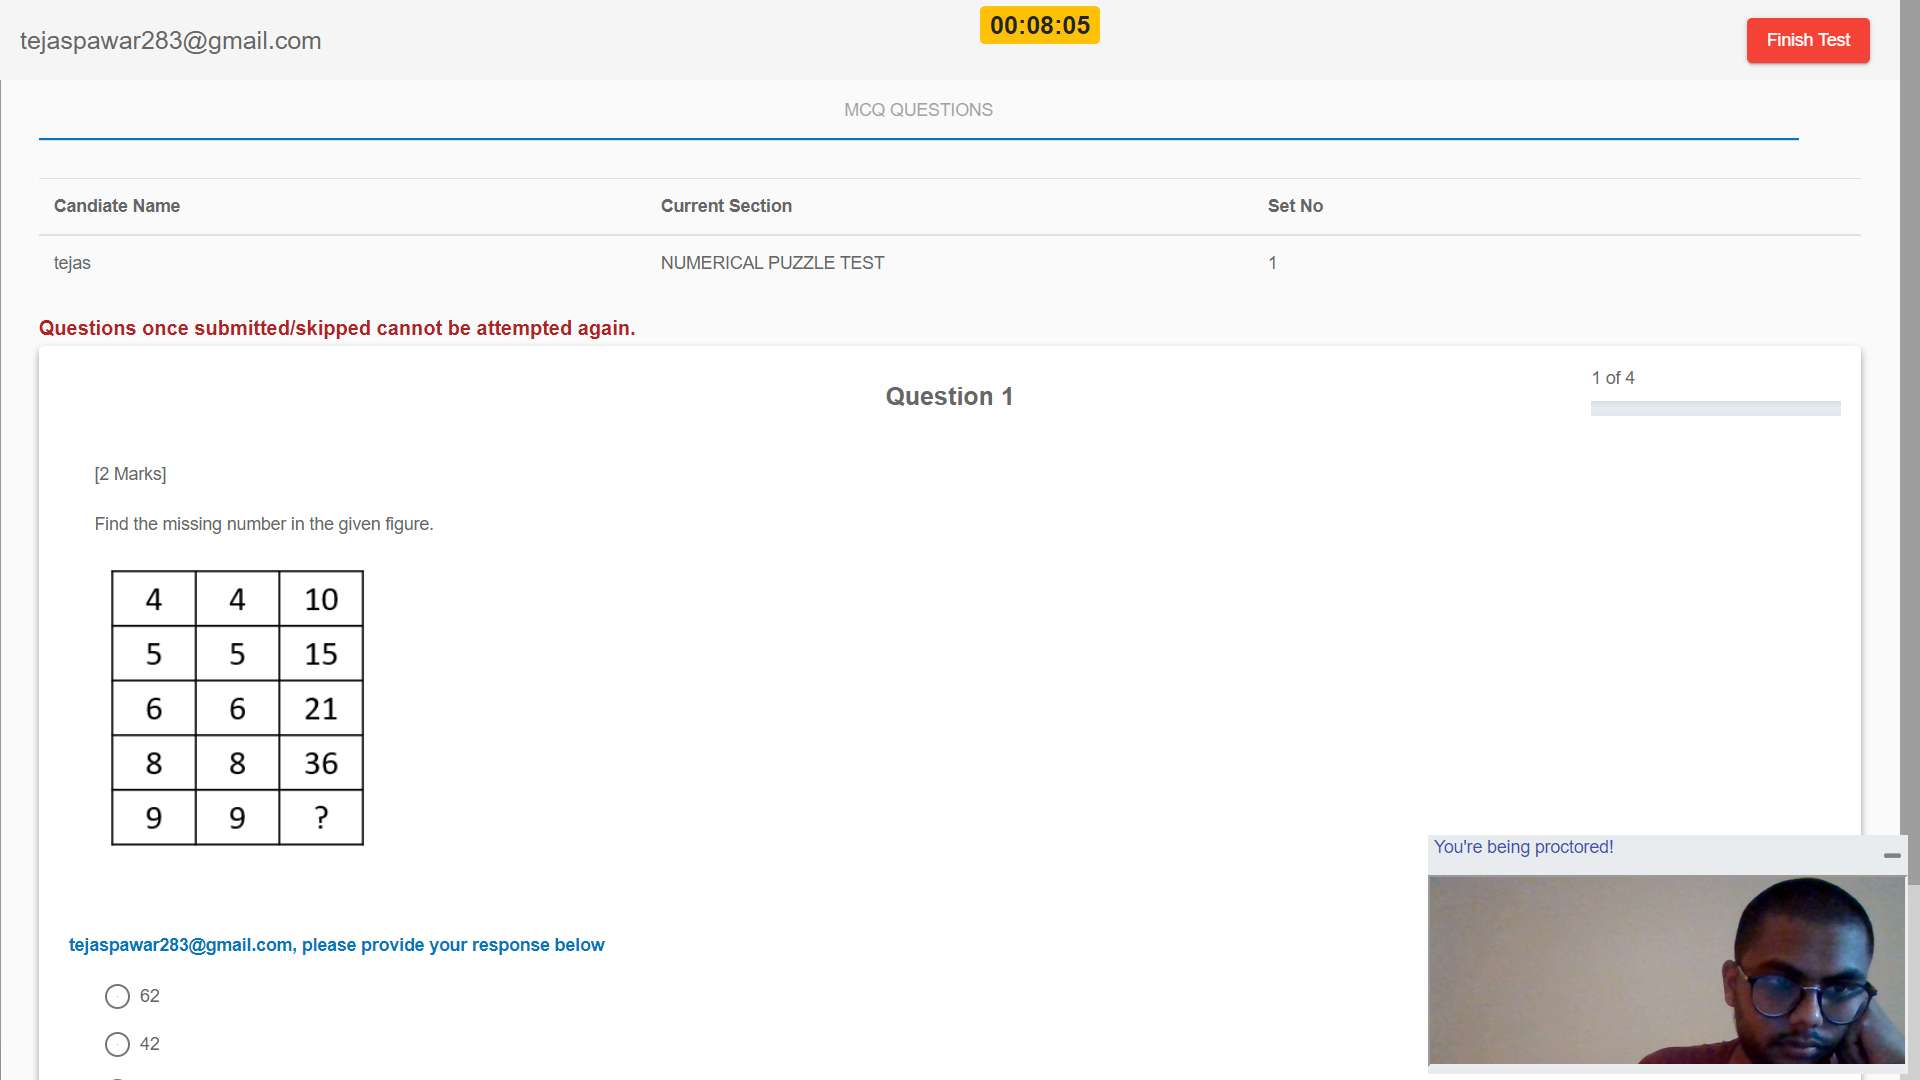 tejaspawar283@gmail.com
00:08:05
Finish Test
MCQ QUESTIONS
Candiate Name Current Section Set No
tejas NUMERICAL PUZZLE TEST 1
Questions once submitted/skipped cannot be attempted again.
1 of 4
Question 1
[2 Marks]
Find the missing number in the given figure.
4 4 10
5 5 15
6 6 21
8 8 36
9 9 ?
You're being proctored!
tejaspawar283@gmail.com, please provide your response below
62
42